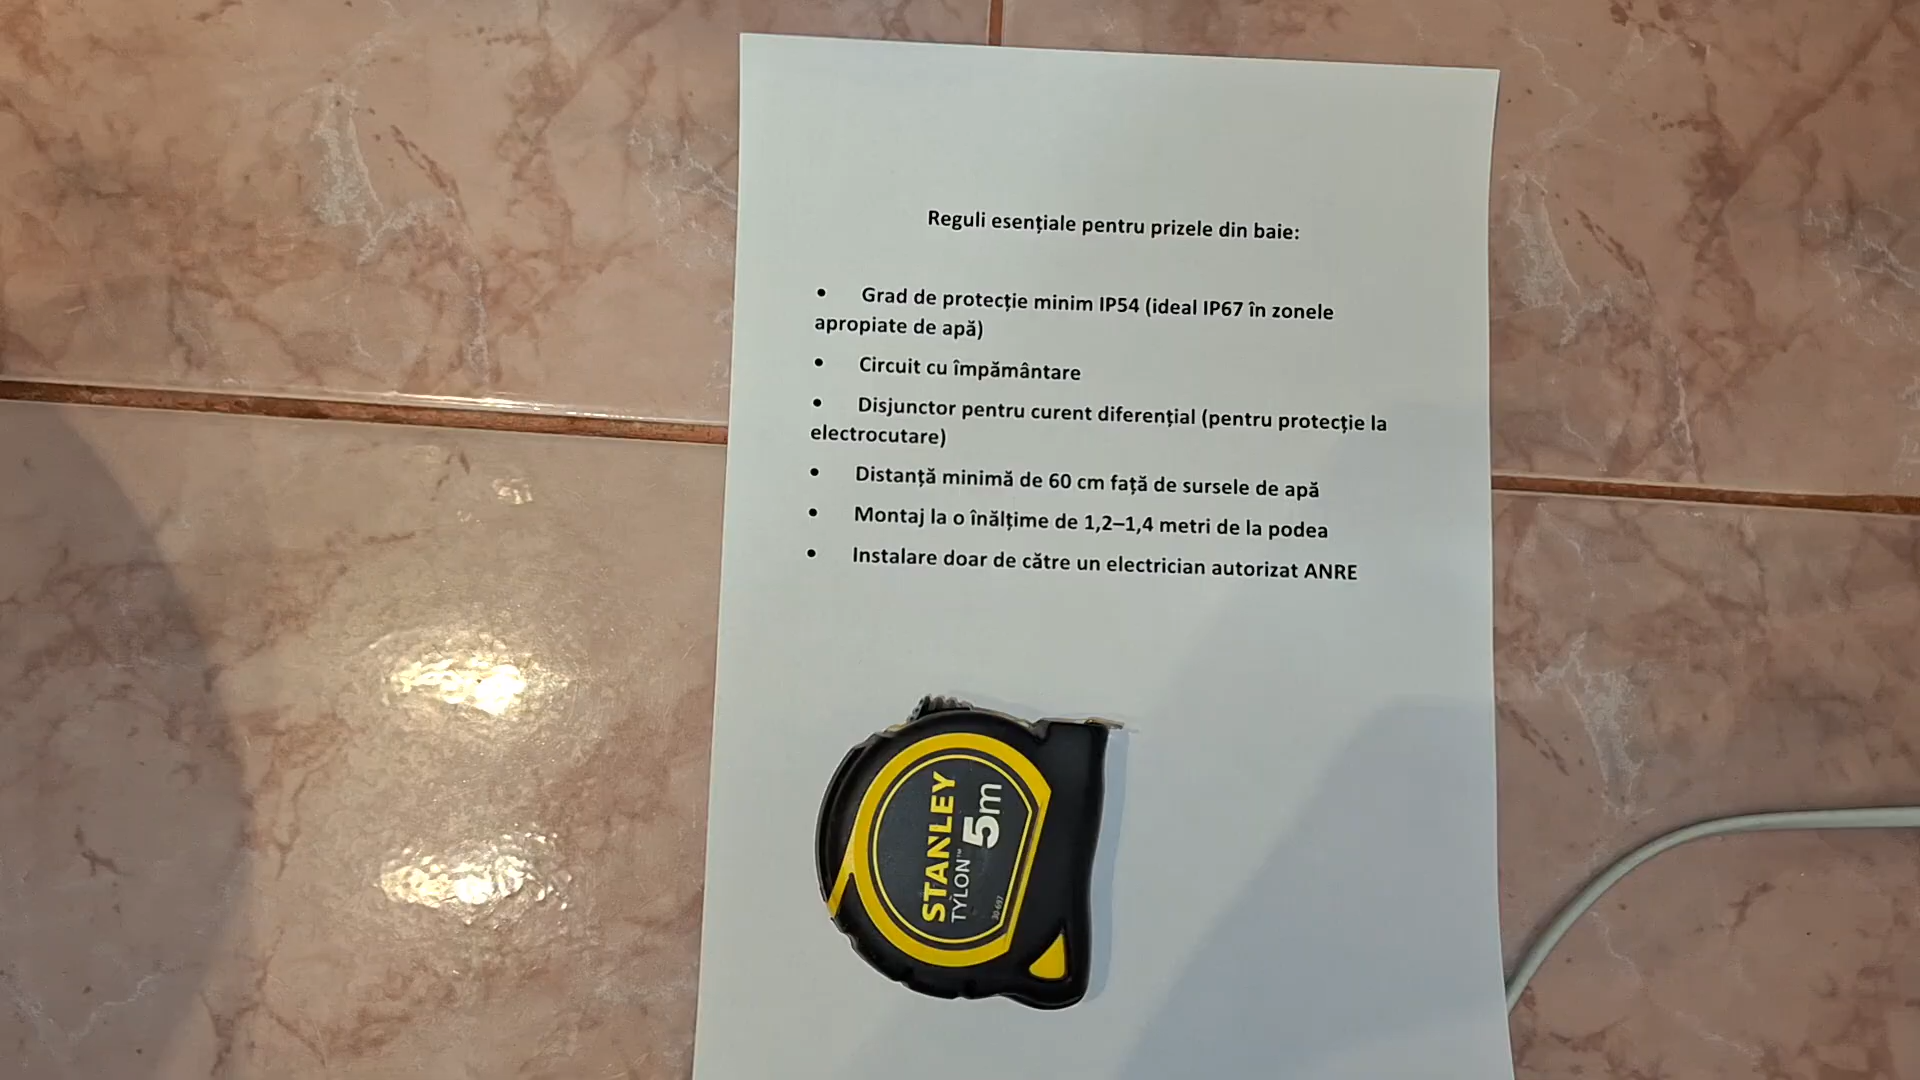 Reguli esențiale pentru prizele din baie:
• Grad de protecție minim IP54 (ideal IP67 în zonele
apropiate de apă)
• Circuit cu împământare
• Disjunctor pentru curent diferențial (pentru protecție la
electrocutare)
• Distanță minimă de 60 cm față de sursele de apă
• Montaj la o înălțime de 1,2–1,4 metri de la podea
• Instalare doar de către un electrician autorizat ANRE
STANLEY
TYLON™ 5m
30-697